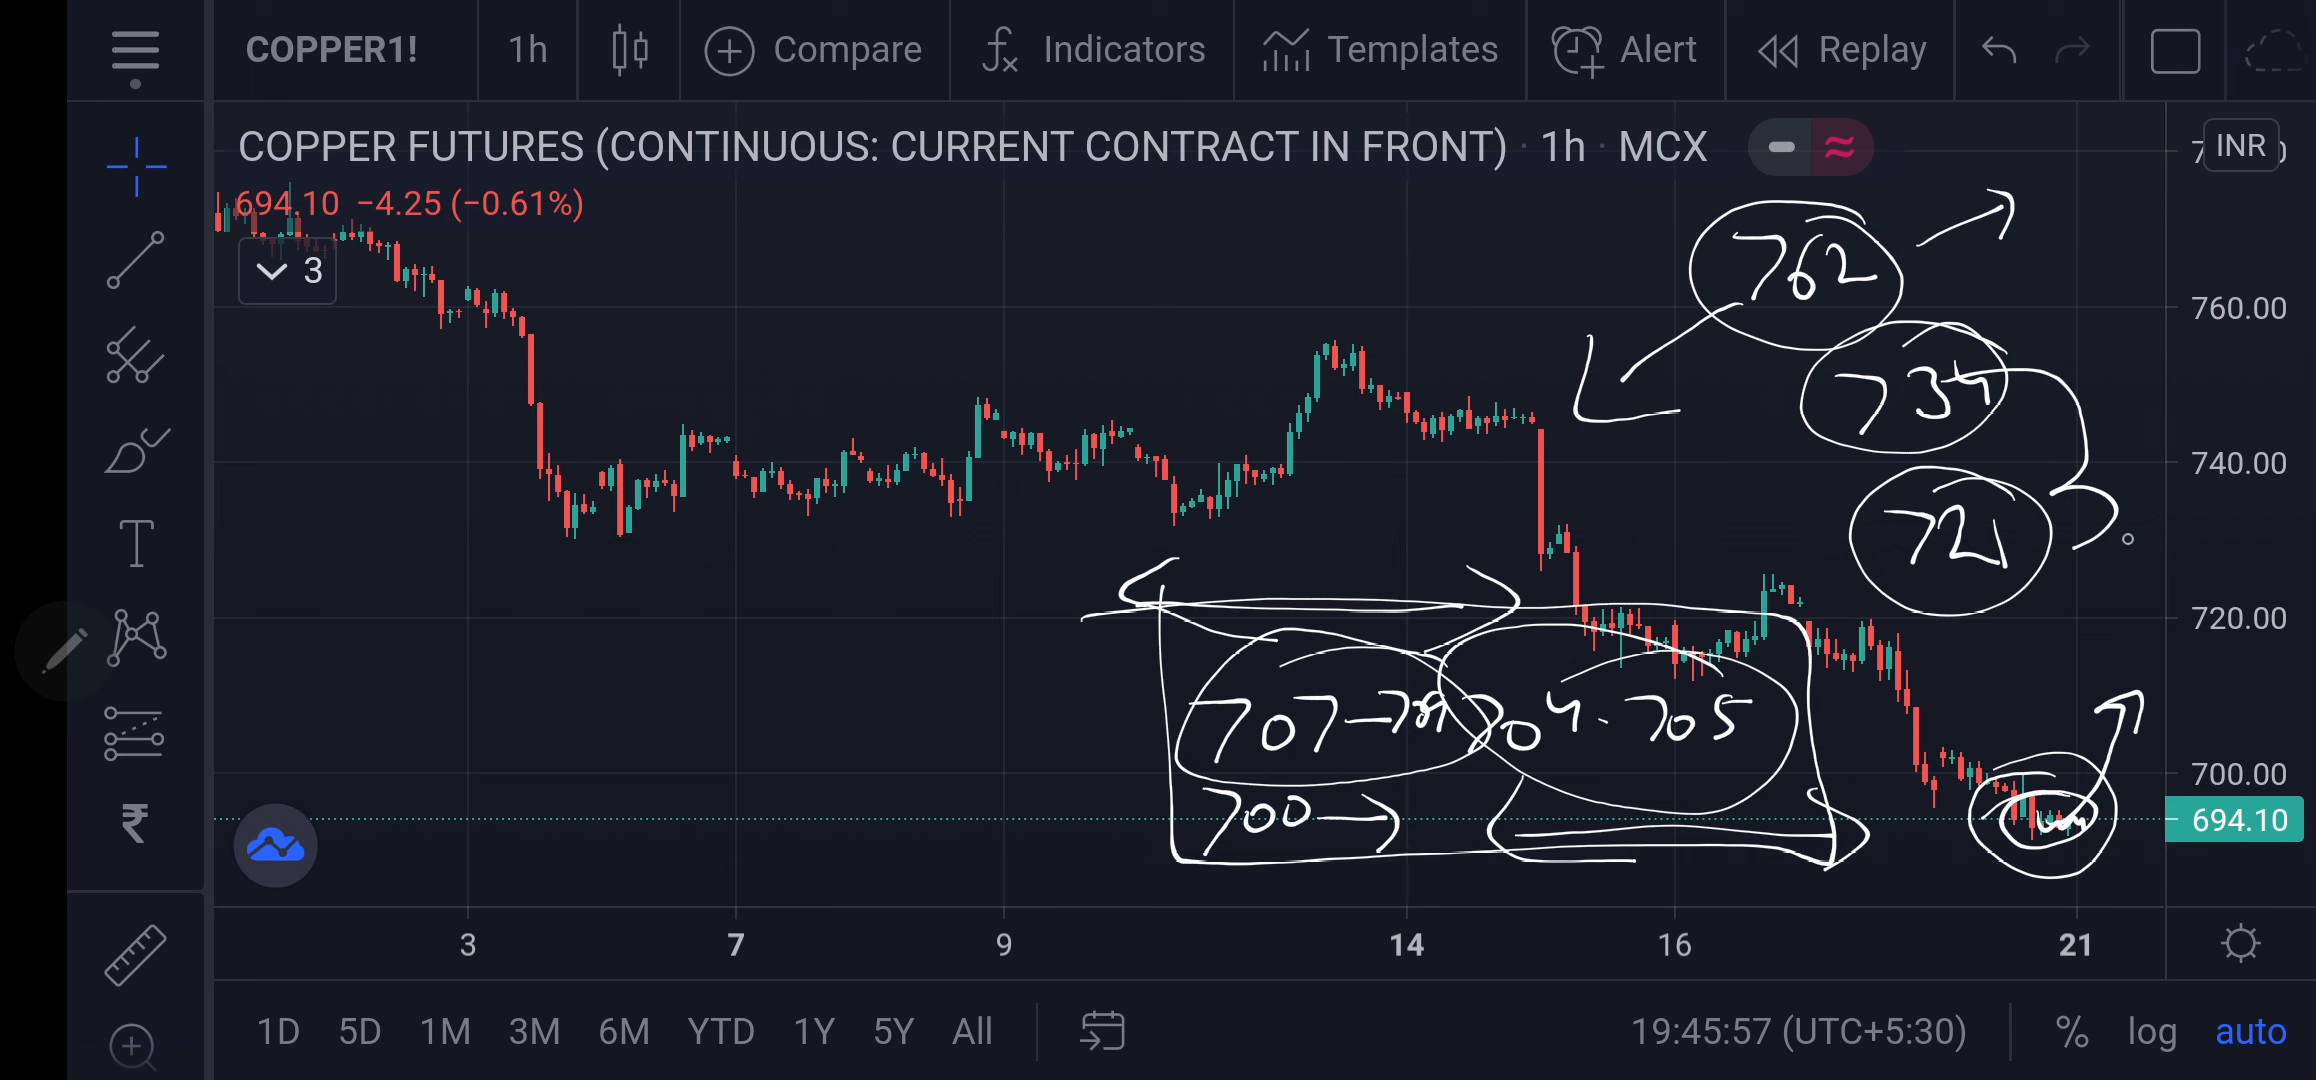 COPPER1!
1h
Compare
Indicators
Templates
Alert
Replay
COPPER FUTURES (CONTINUOUS: CURRENT CONTRACT IN FRONT) · 1h · MCX
INR
694.10 −4.25 (−0.61%)
3
762
760.00
734
740.00
721
720.00
707-709
704-705
700.00
700→
694.10
3 7 9 14 16 21
1D 5D 1M 3M 6M YTD 1Y 5Y All
19:45:57 (UTC+5:30)
% log auto